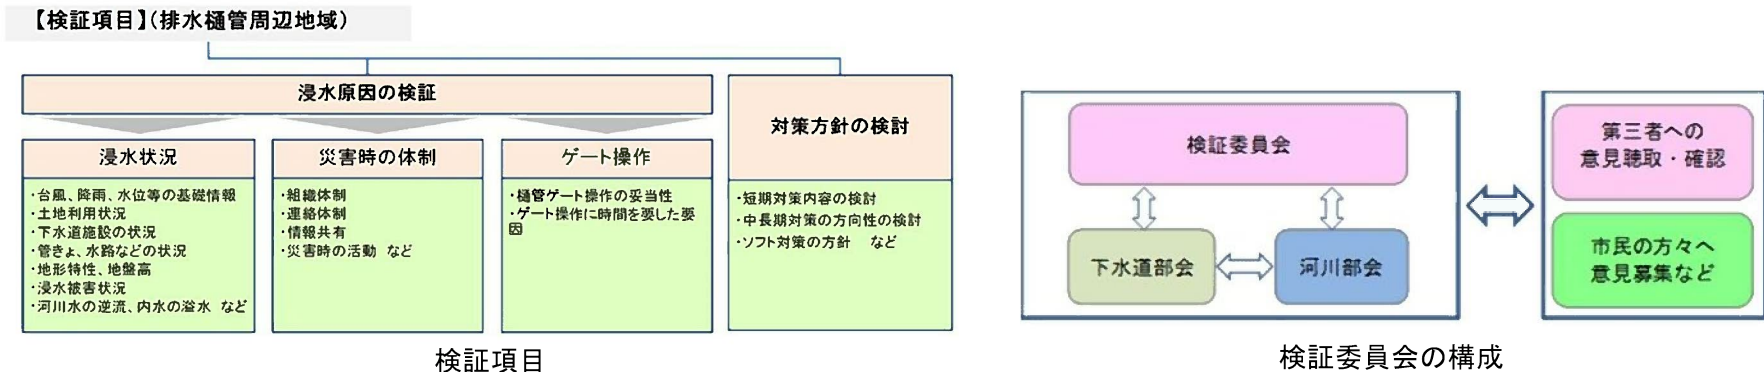 【検証項目】(排水樋管周辺地域)
浸水原因の検証
浸水状況
・台風、降雨、水位等の基礎情報
・土地利用状況
・下水道施設の状況
・管きょ、水路などの状況
・地形特性、地盤高
・浸水被害状況
・河川水の逆流、内水の溢水 など
災害時の体制
・組織体制
・連絡体制
・情報共有
・災害時の活動 など
ゲート操作
・樋管ゲート操作の妥当性
・ゲート操作に時間を要した要
因
対策方針の検討
・短期対策内容の検討
・中長期対策の方向性の検討
・ソフト対策の方針 など
検証項目
検証委員会
下水道部会
河川部会
第三者への
意見聴取・確認
市民の方々へ
意見募集など
検証委員会の構成